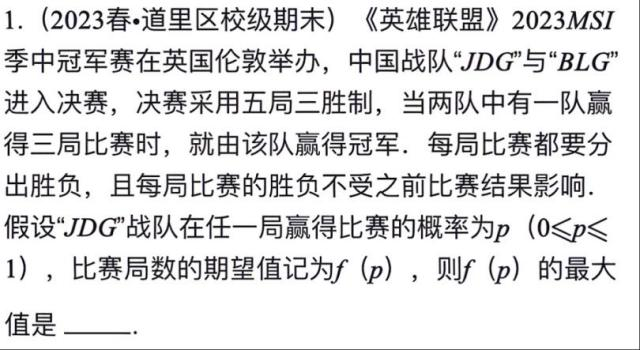 1.（2023春•道里区校级期末）《英雄联盟》2023MSI
季中冠军赛在英国伦敦举办，中国战队“JDG”与“BLG”
进入决赛，决赛采用五局三胜制，当两队中有一队赢
得三局比赛时，就由该队赢得冠军．每局比赛都要分
出胜负，且每局比赛的胜负不受之前比赛结果影响．
假设“JDG”战队在任一局赢得比赛的概率为p（0⩽p⩽
1），比赛局数的期望值记为f（p），则f（p）的最大
值是 _____．